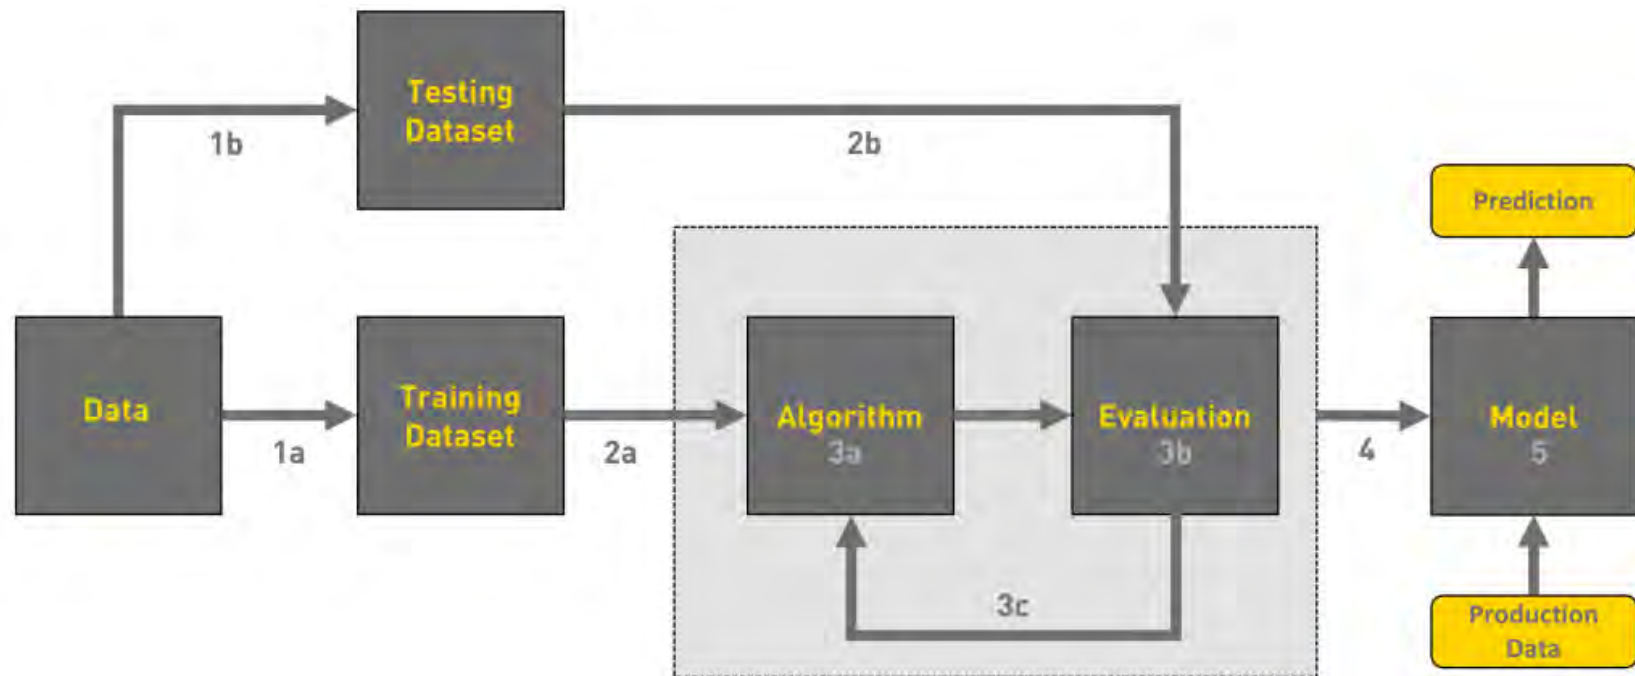 Testing
Dataset
1b
2b
Prediction
Data
1a
Training
Dataset
2a
Algorithm
3a
Evaluation
3b
4
Model
5
3c
Production
Data